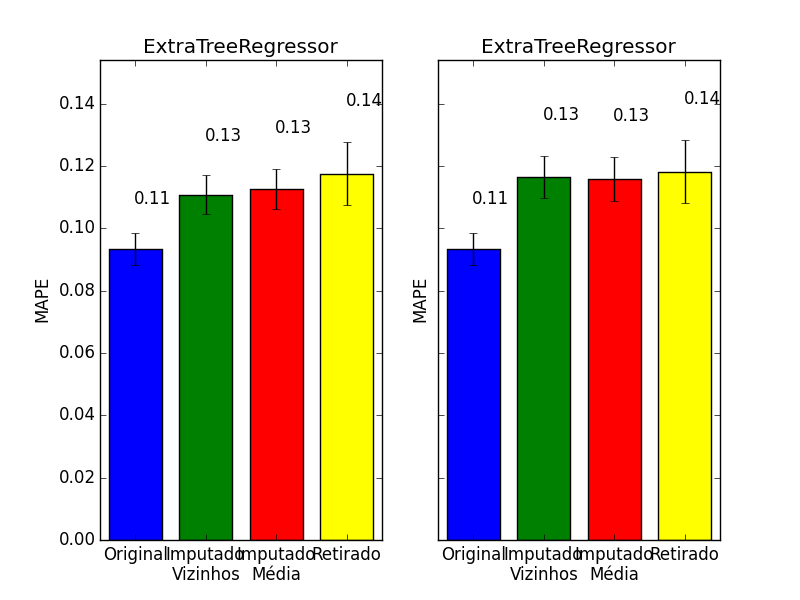 ExtraTreeRegressor
MAPE
0.14
0.12
0.10
0.08
0.06
0.04
0.02
0.00
0.11
0.13
0.13
0.14
Original
Imputado
Vizinhos
Imputado
Média
Retirado
ExtraTreeRegressor
MAPE
0.11
0.13
0.13
0.14
Original
Imputado
Vizinhos
Imputado
Média
Retirado